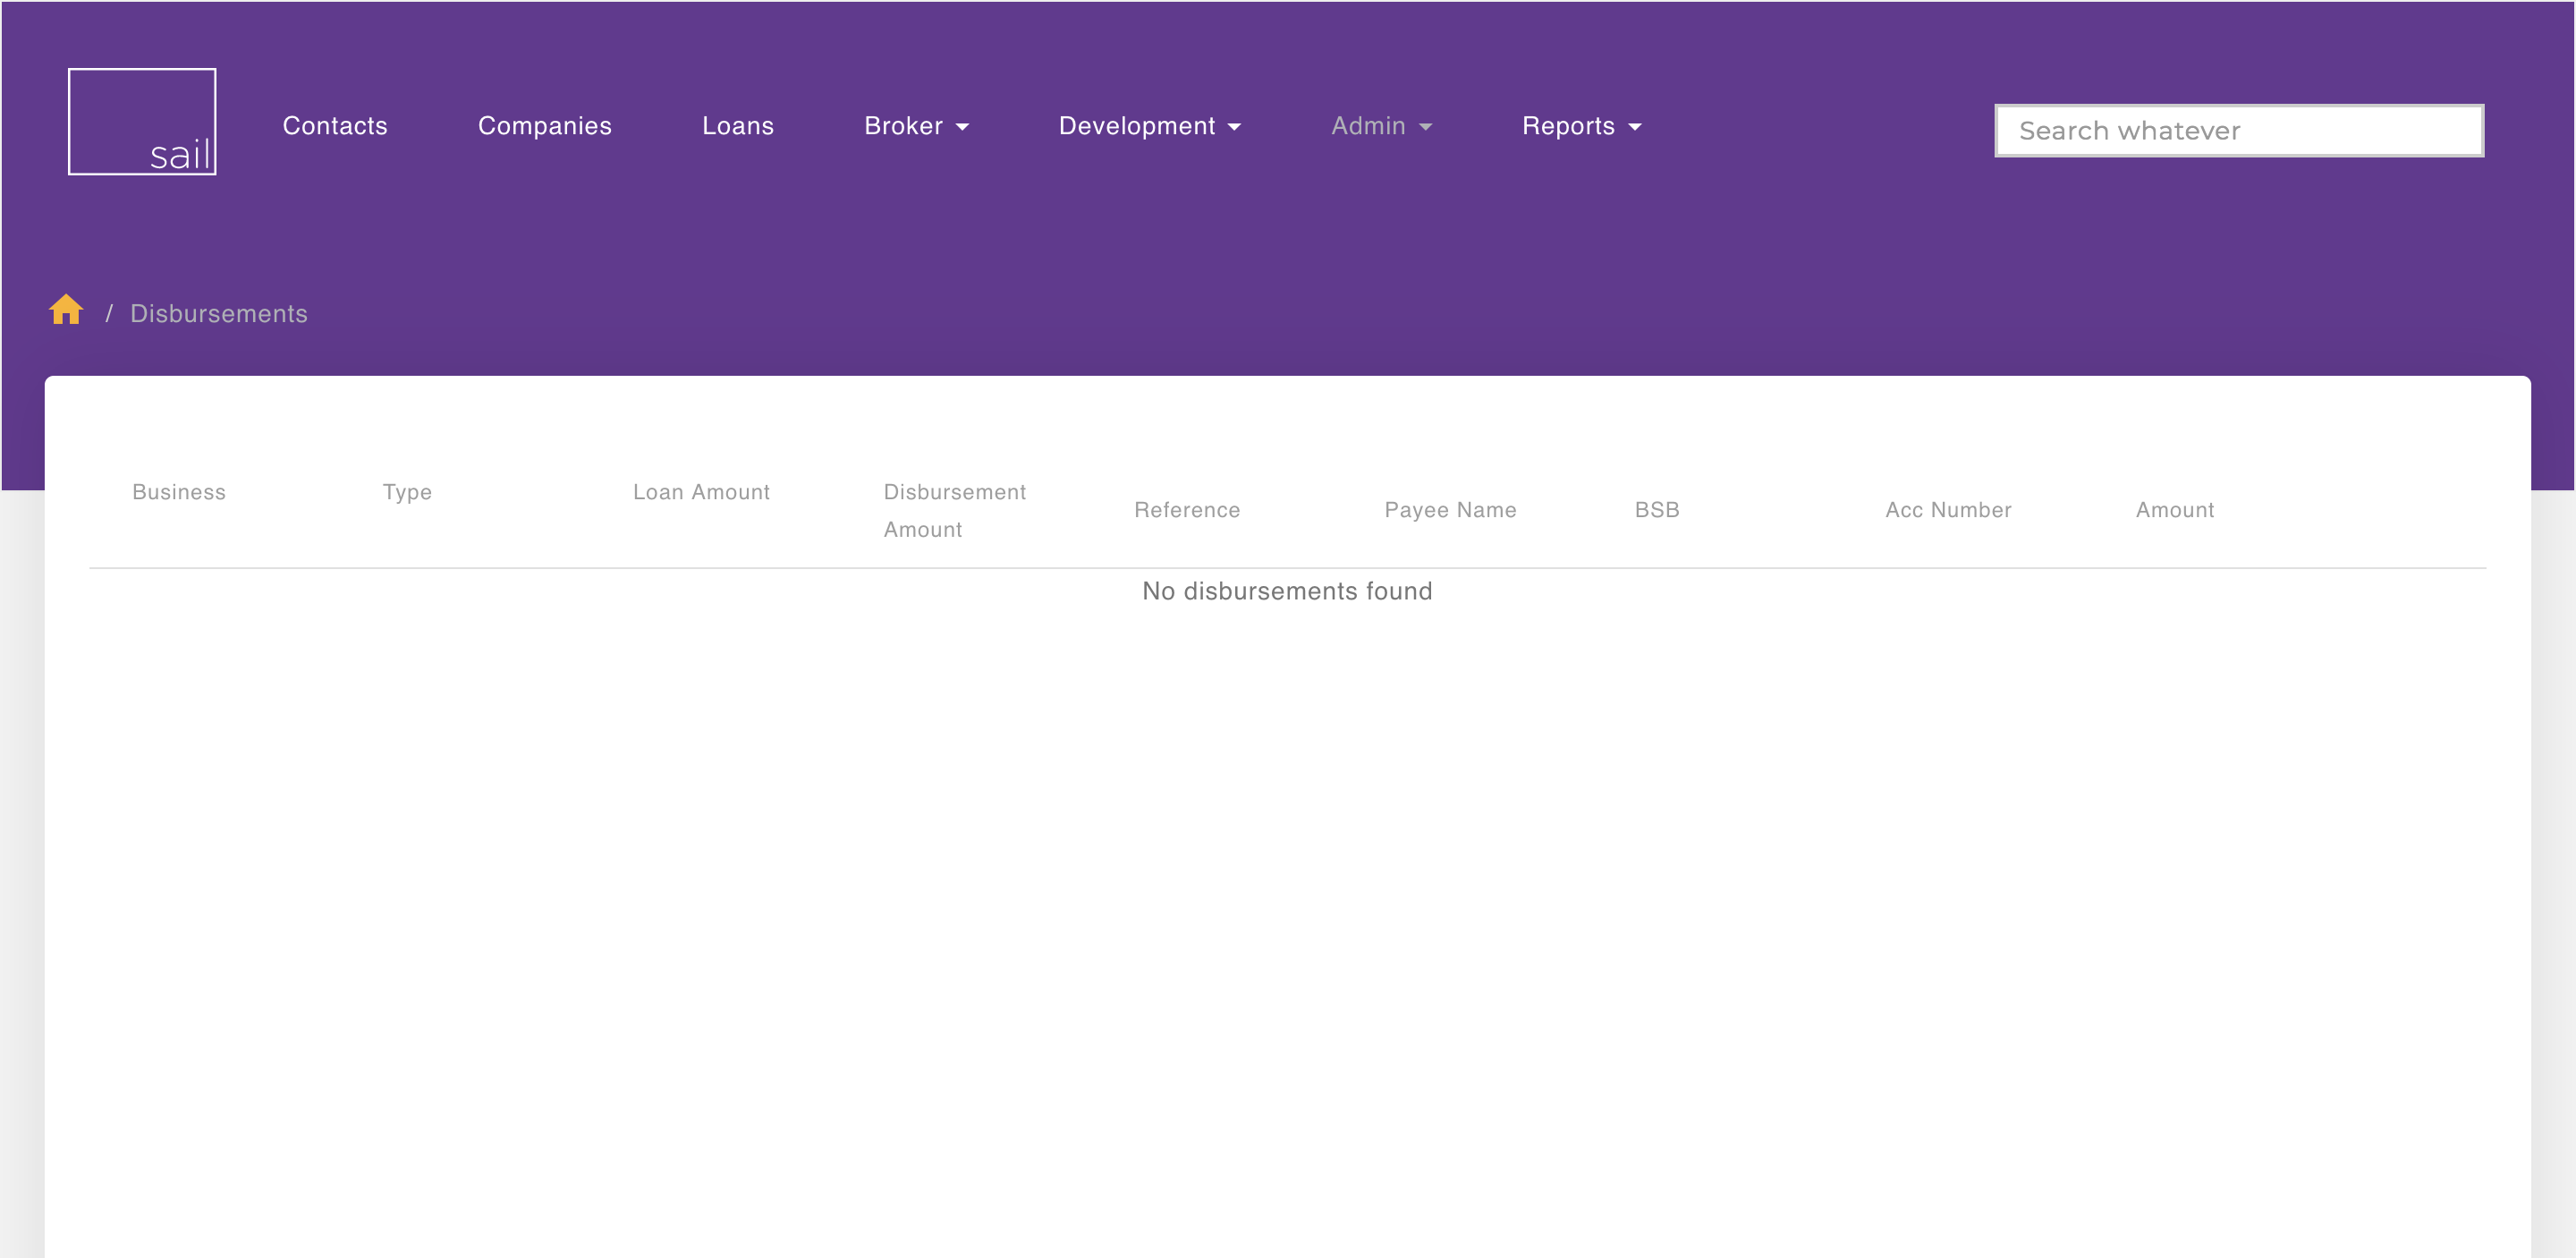 sail
Contacts Companies Loans Broker Development Admin Reports
Search whatever
/ Disbursements
Business Type Loan Amount Disbursement Amount Reference Payee Name BSB Acc Number Amount
No disbursements found